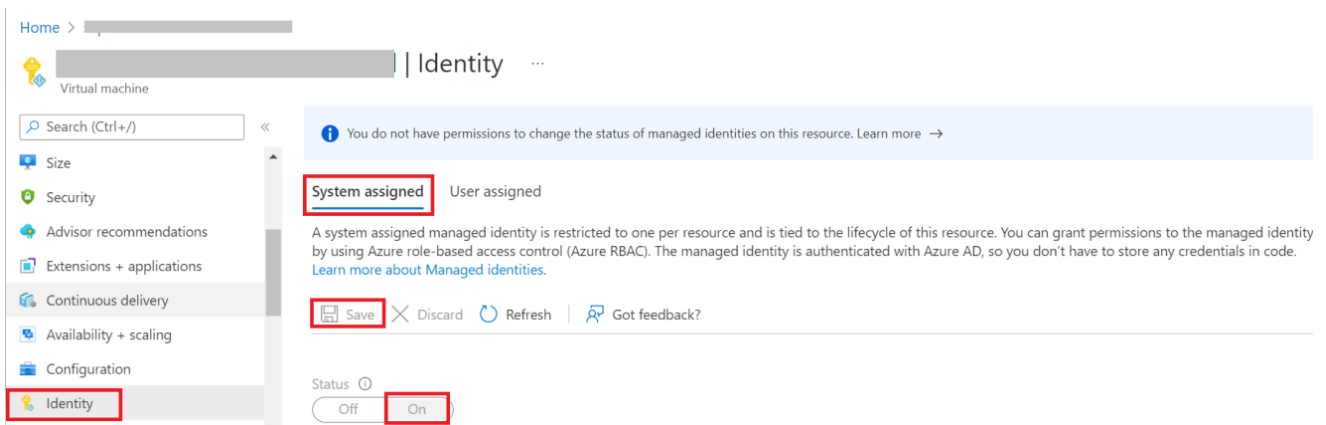 Home >
| Identity ...
Virtual machine
Search (Ctrl+/)
«
You do not have permissions to change the status of managed identities on this resource. Learn more →
Size
Security
Advisor recommendations
Extensions + applications
Continuous delivery
Availability + scaling
Configuration
Identity
System assigned User assigned
A system assigned managed identity is restricted to one per resource and is tied to the lifecycle of this resource. You can grant permissions to the managed identity
by using Azure role-based access control (Azure RBAC). The managed identity is authenticated with Azure AD, so you don't have to store any credentials in code.
Learn more about Managed identities.
Save Discard Refresh Got feedback?
Status
Off On